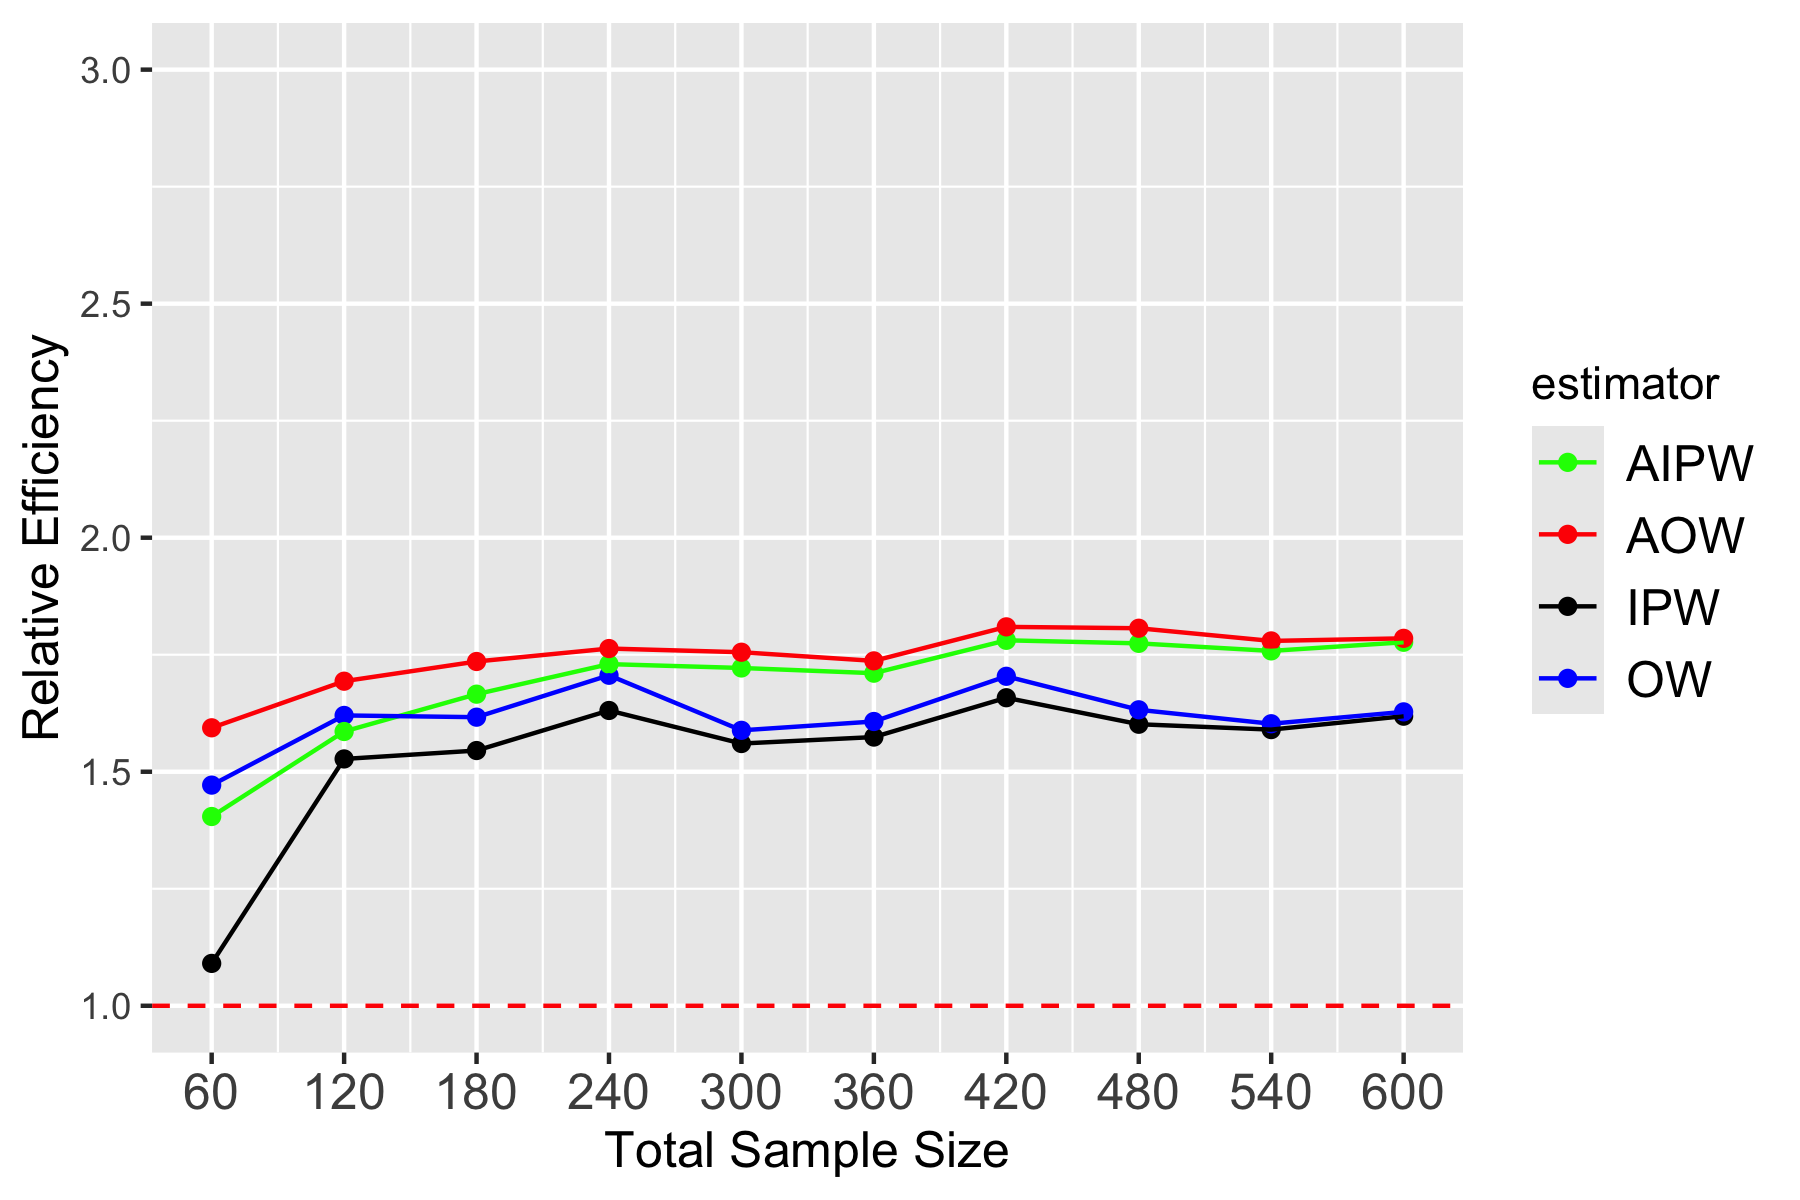 3.0
2.5
2.0
1.5
1.0
Relative Efficiency
60 120 180 240 300 360 420 480 540 600
Total Sample Size
estimator
AIPW
AOW
IPW
OW